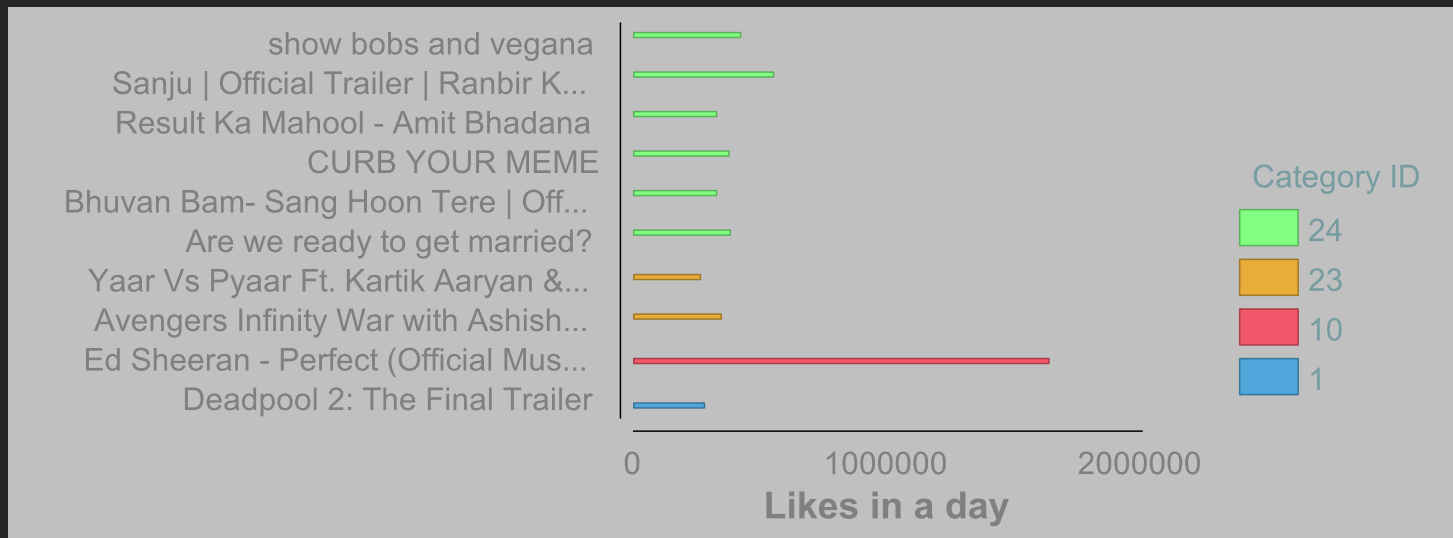 show bobs and vegana
Sanju | Official Trailer | Ranbir K...
Result Ka Mahool - Amit Bhadana
CURB YOUR MEME
Bhuvan Bam- Sang Hoon Tere | Off...
Are we ready to get married?
Yaar Vs Pyaar Ft. Kartik Aaryan &...
Avengers Infinity War with Ashish...
Ed Sheeran - Perfect (Official Mus...
Deadpool 2: The Final Trailer
0 1000000 2000000
Likes in a day
Category ID
24
23
10
1